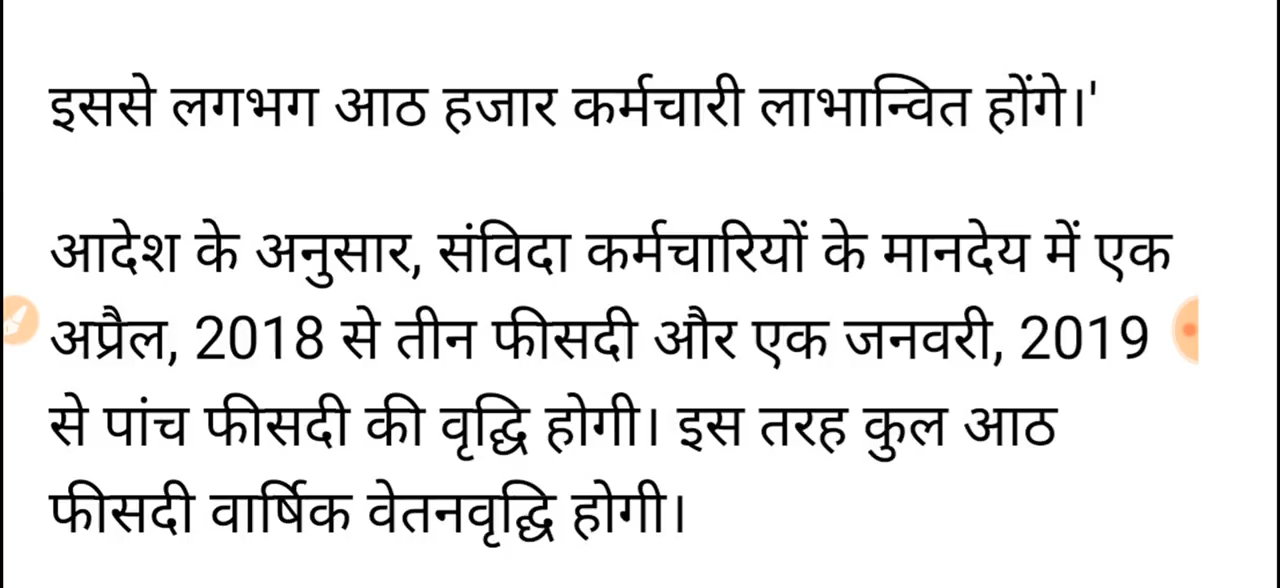 इससे लगभग आठ हजार कर्मचारी लाभान्वित होंगे।'
आदेश के अनुसार, संविदा कर्मचारियों के मानदेय में एक
अप्रैल, 2018 से तीन फीसदी और एक जनवरी, 2019
से पांच फीसदी की वृद्धि होगी। इस तरह कुल आठ
फीसदी वार्षिक वेतनवृद्धि होगी।